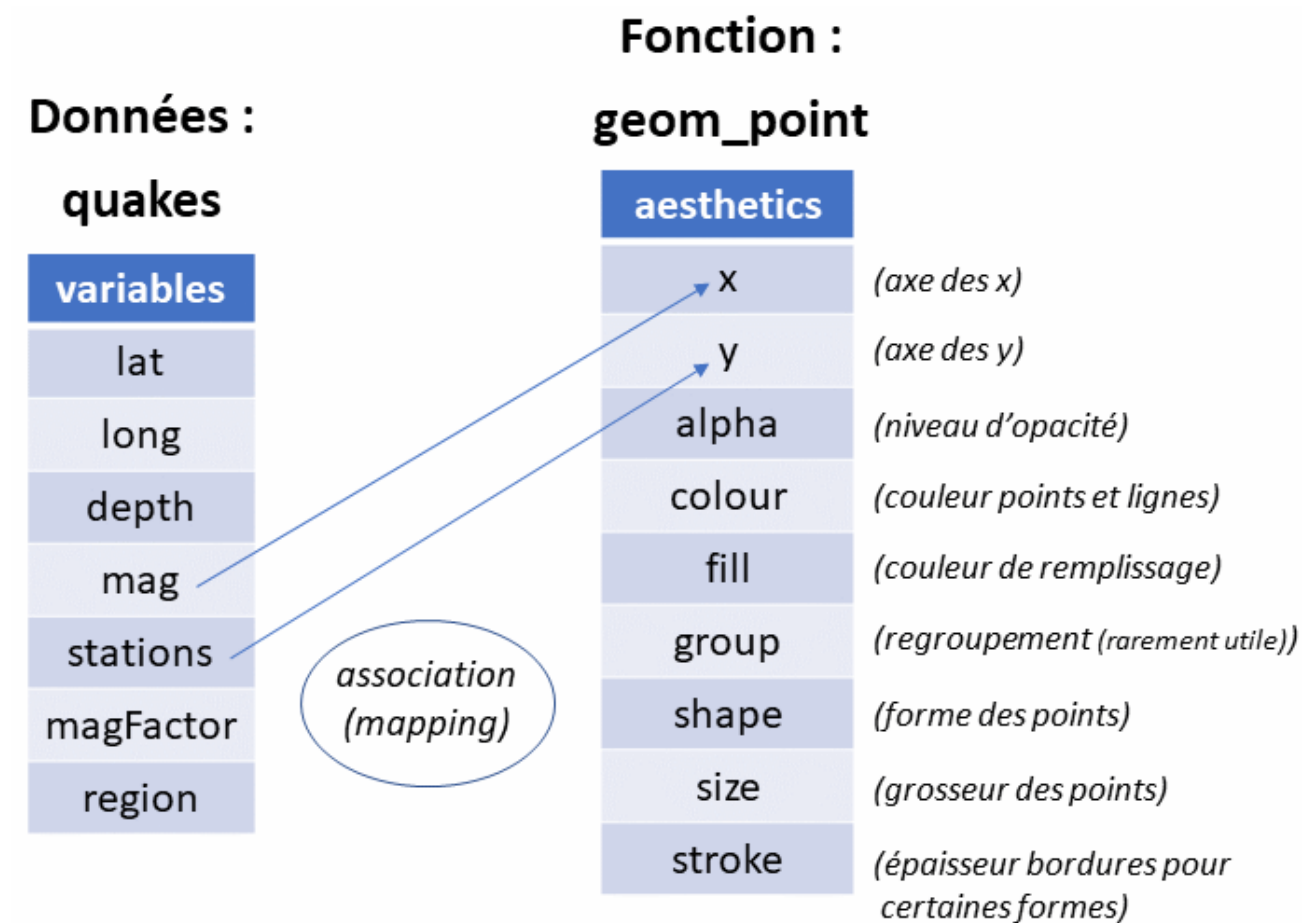 Données :
quakes
variables
lat
long
depth
mag
stations
magFactor
region
association
(mapping)
Fonction :
geom_point
aesthetics
x
(axe des x)
y
(axe des y)
alpha
(niveau d’opacité)
colour
(couleur points et lignes)
fill
(couleur de remplissage)
group
(regroupement (rarement utile))
shape
(forme des points)
size
(grosseur des points)
stroke
(épaisseur bordures pour
certaines formes)